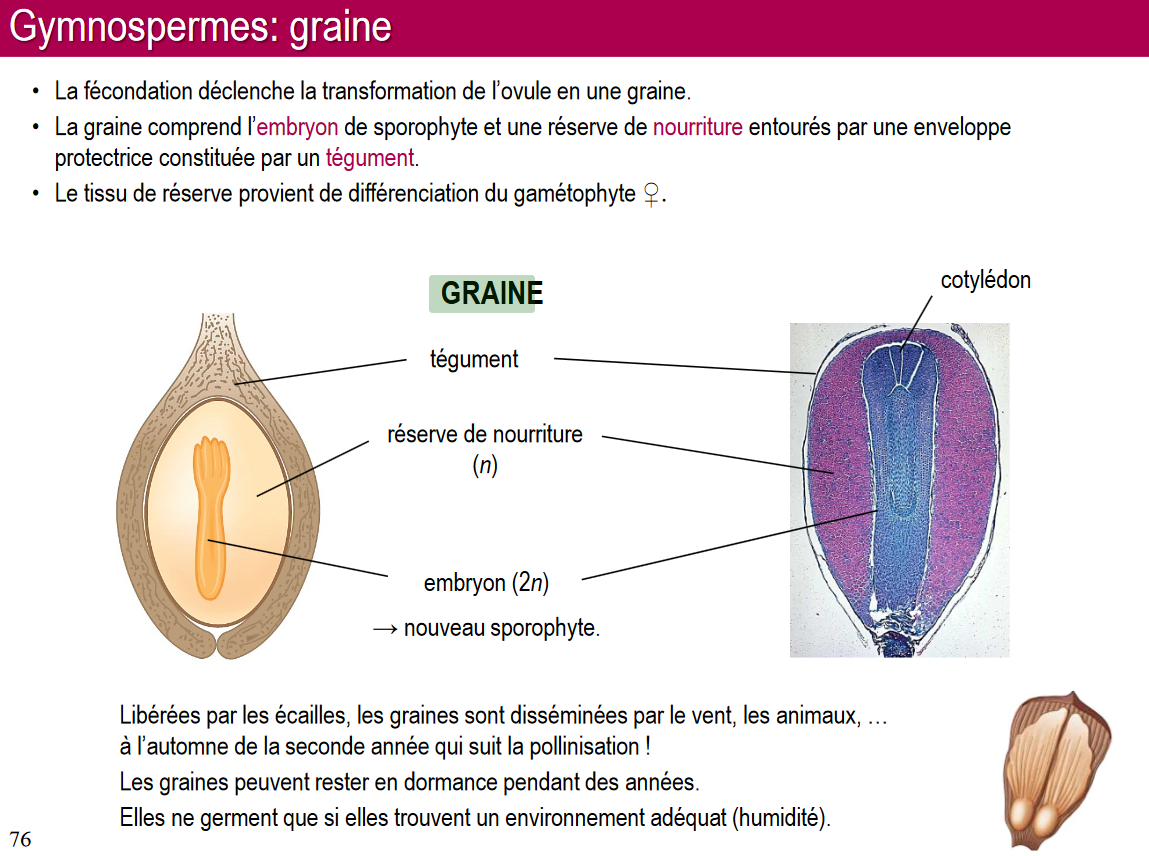 Gymnospermes: graine
• La fécondation déclenche la transformation de l’ovule en une graine.
• La graine comprend l’embryon de sporophyte et une réserve de nourriture entourés par une enveloppe
protectrice constituée par un tégument.
• Le tissu de réserve provient de différenciation du gamétophyte ♀.
GRAINE
cotylédon
tégument
réserve de nourriture
(n)
embryon (2n)
→ nouveau sporophyte.
Libérées par les écailles, les graines sont disséminées par le vent, les animaux, …
à l’automne de la seconde année qui suit la pollinisation !
Les graines peuvent rester en dormance pendant des années.
Elles ne germent que si elles trouvent un environnement adéquat (humidité).
76